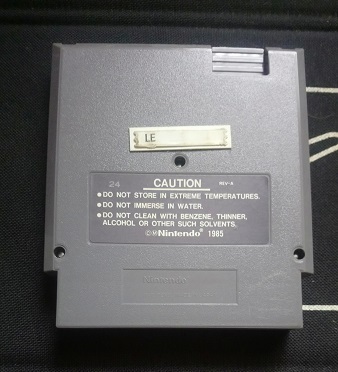 LE
24 CAUTION REV-A
•DO NOT STORE IN EXTREME TEMPERATURES.
•DO NOT IMMERSE IN WATER.
•DO NOT CLEAN WITH BENZENE, THINNER,
ALCOHOL OR OTHER SUCH SOLVENTS.
©Ⓜ Nintendo® 1985
Nintendo